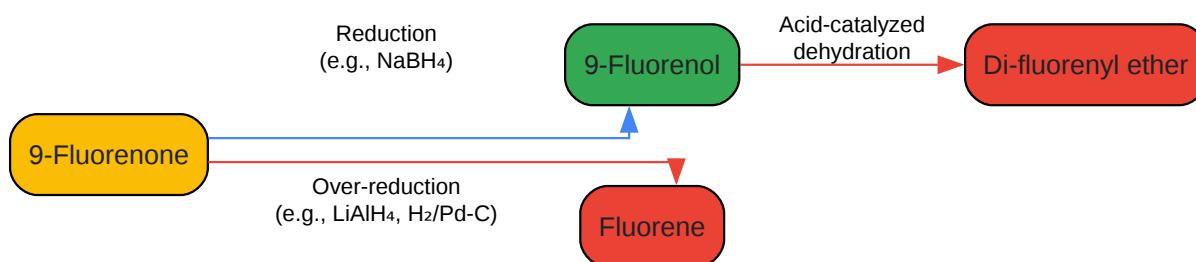 Reduction
(e.g., NaBH₄)
9-Fluorenol
Acid-catalyzed
dehydration
Di-fluorenyl ether
9-Fluorenone
Over-reduction
(e.g., LiAlH₄, H₂/Pd-C)
Fluorene